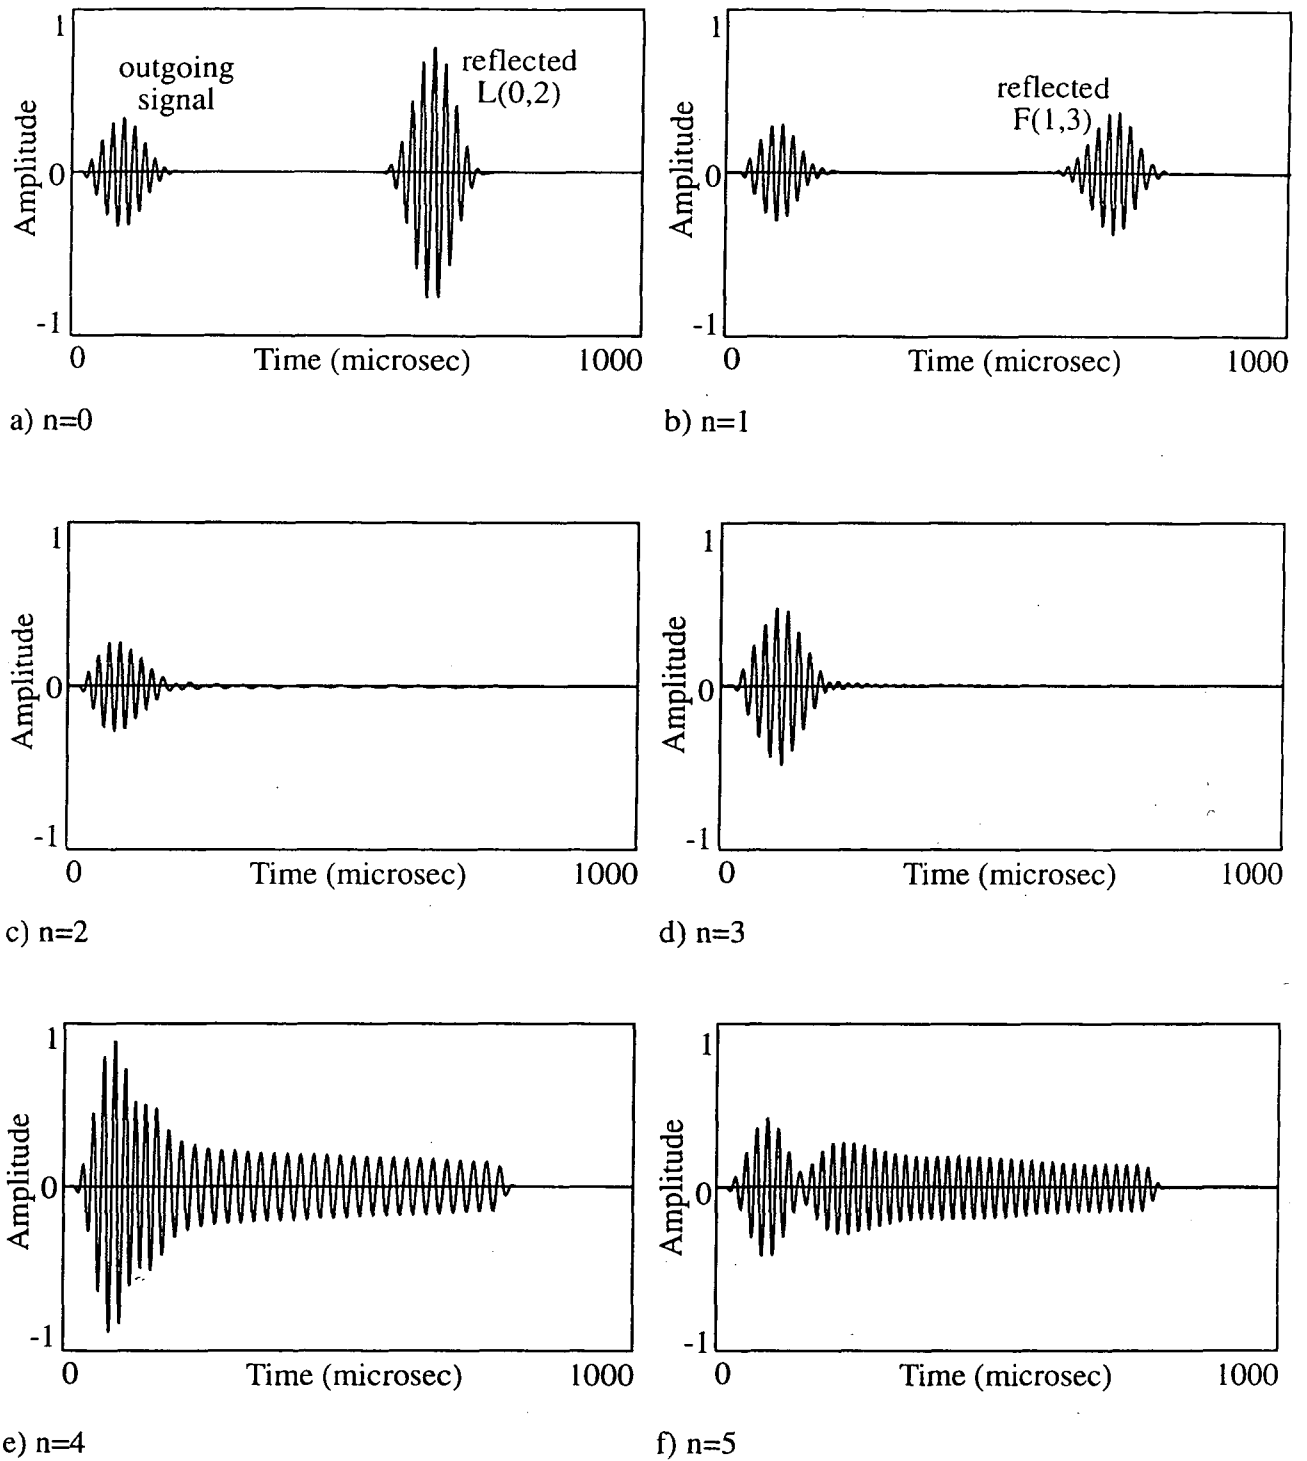 1
outgoing
signal
reflected
L(0,2)
Amplitude
0
-1
0
Time (microsec)
1000
a) n=0
1
reflected
F(1,3)
Amplitude
0
-1
0
Time (microsec)
1000
b) n=1
1
Amplitude
0
-1
0
Time (microsec)
1000
c) n=2
1
Amplitude
0
-1
0
Time (microsec)
1000
d) n=3
1
Amplitude
0
-1
0
Time (microsec)
1000
e) n=4
1
Amplitude
0
-1
0
Time (microsec)
1000
f) n=5